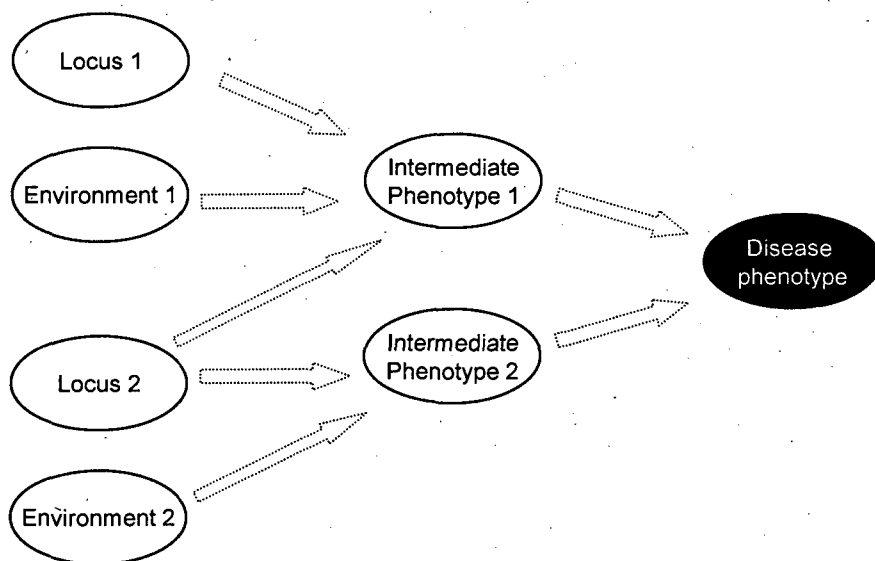 Locus 1
Environment 1
Locus 2
Environment 2
Intermediate
Phenotype 1
Intermediate
Phenotype 2
Disease
phenotype